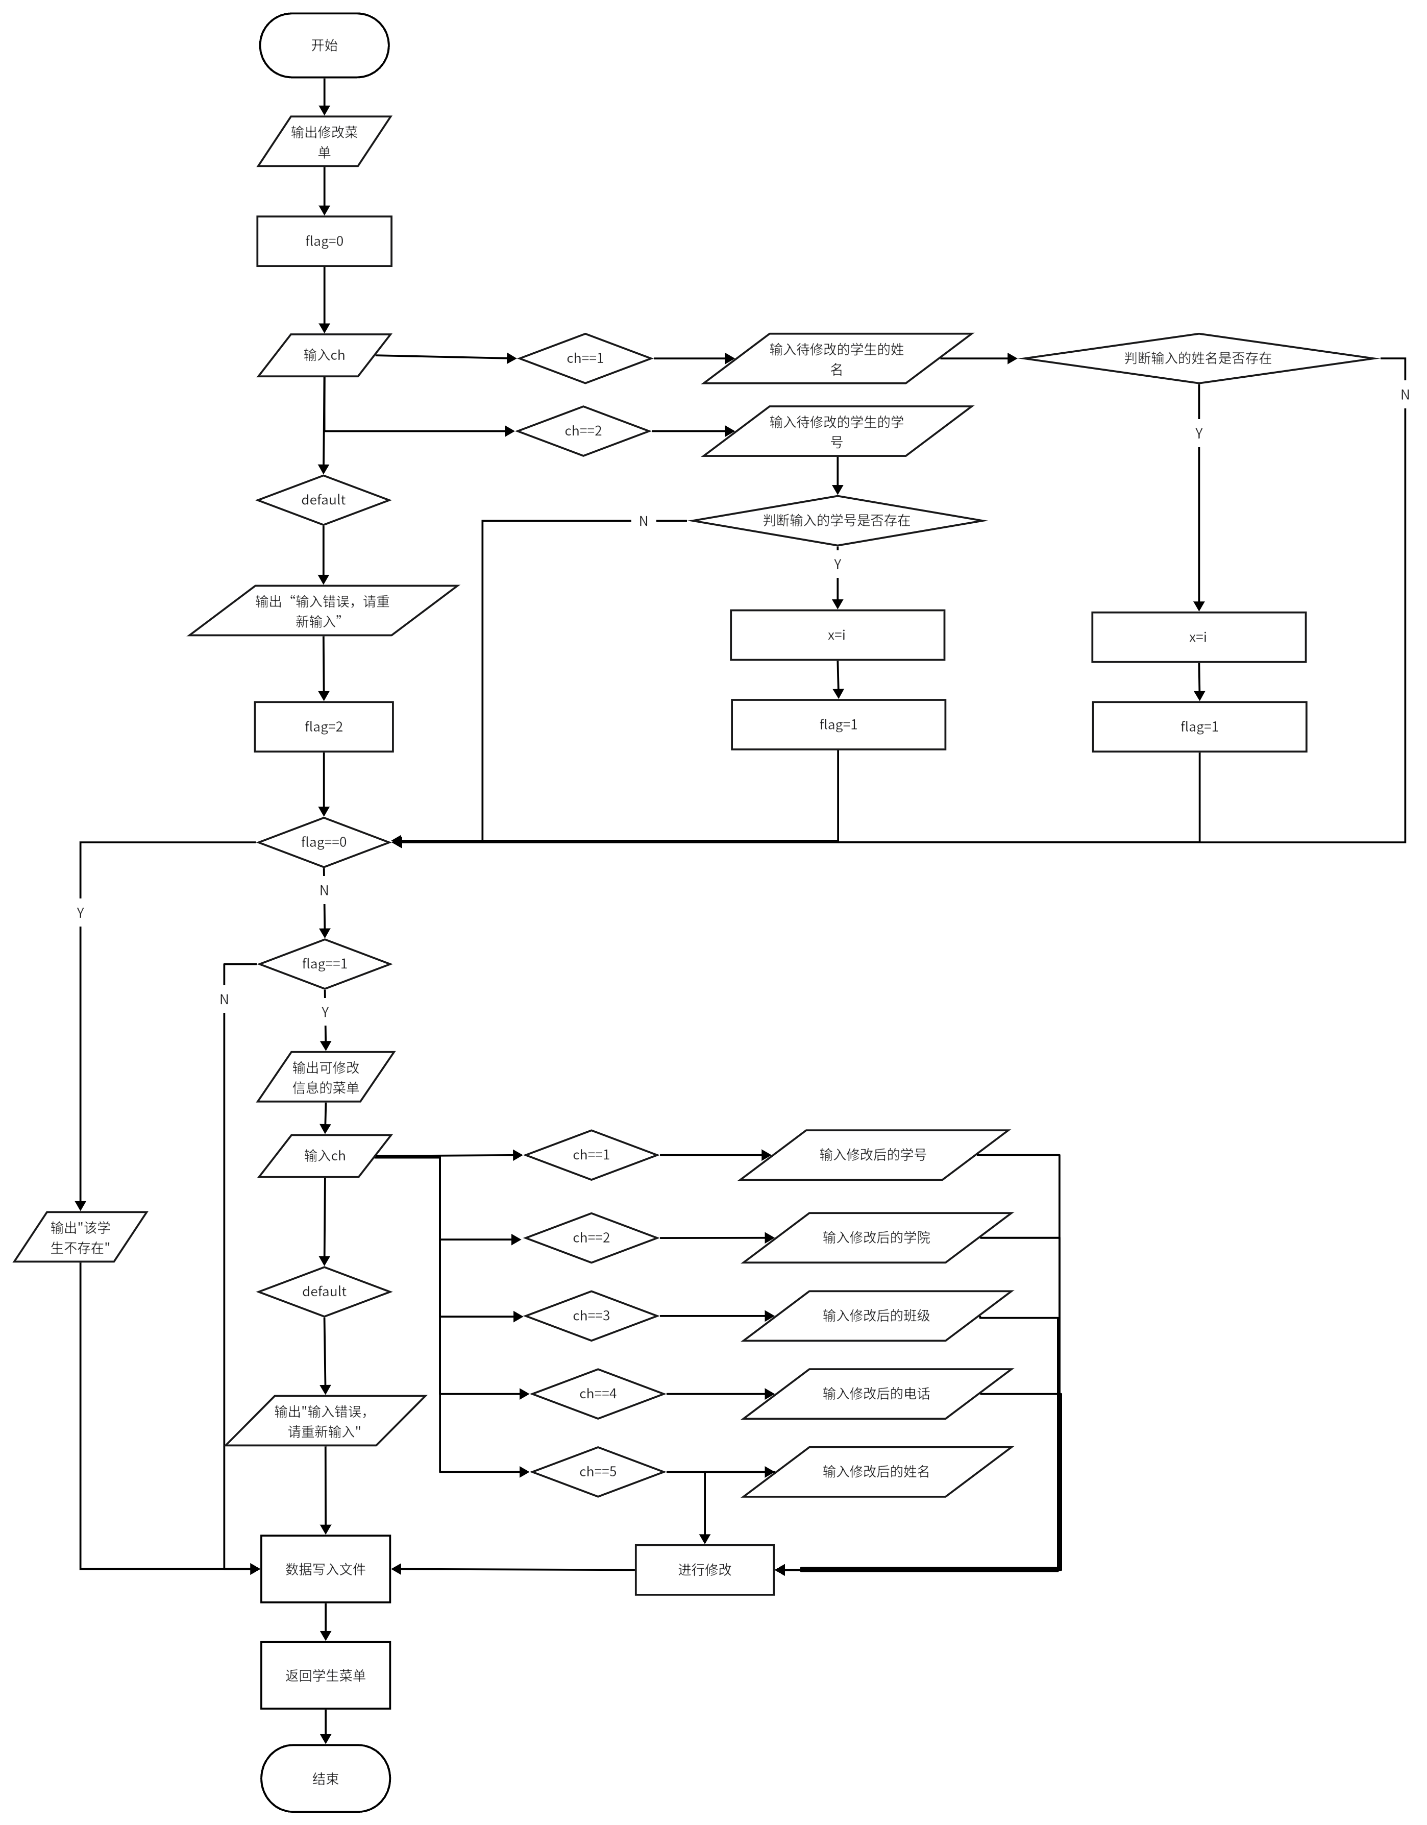 开始
输出修改菜
单
flag=0
输入ch
ch==1
输入待修改的学生的姓
名
判断输入的姓名是否存在
N
ch==2
输入待修改的学生的学
号
Y
default
N
判断输入的学号是否存在
Y
输出“输入错误，请重
新输入”
x=i
x=i
flag=2
flag=1
flag=1
flag==0
N
Y
flag==1
N
Y
输出可修改
信息的菜单
输入ch
ch==1
输入修改后的学号
输出"该学
生不存在"
ch==2
输入修改后的学院
default
ch==3
输入修改后的班级
输出"输入错误，
请重新输入"
ch==4
输入修改后的电话
ch==5
输入修改后的姓名
数据写入文件
进行修改
返回学生菜单
结束